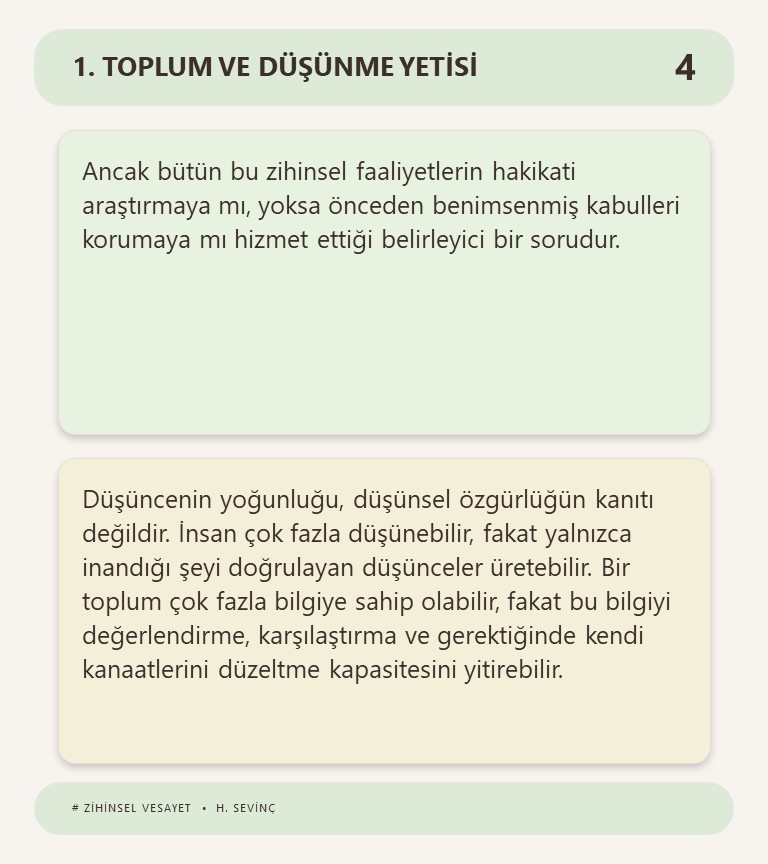 1. TOPLUM VE DÜŞÜNME YETİSİ
4
Ancak bütün bu zihinsel faaliyetlerin hakikati
araştırmaya mı, yoksa önceden benimsenmiş kabulleri
korumaya mı hizmet ettiği belirleyici bir sorudur.
Düşüncenin yoğunluğu, düşünsel özgürlüğün kanıtı
değildir. İnsan çok fazla düşünebilir, fakat yalnızca
inandığı şeyi doğrulayan düşünceler üretebilir. Bir
toplum çok fazla bilgiye sahip olabilir, fakat bu bilgiyi
değerlendirme, karşılaştırma ve gerektiğinde kendi
kanaatlerini düzeltme kapasitesini yitirebilir.
# ZİHİNSEL VESAYET • H. SEVİNÇ